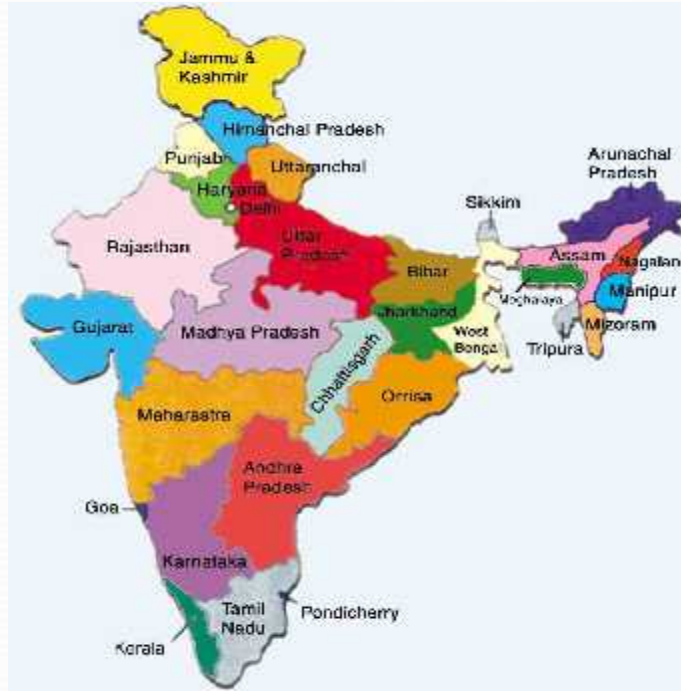 Jammu &
Kashmir
Himanchal Pradesh
Punjab
Uttaranchal
Haryana
Delhi
Arunachal
Pradesh
Sikkim
Rajasthan
Uttar
Pradesh
Bihar
Assam
Nagaland
Meghalaya
Manipur
Gujarat
Madhya Pradesh
Jharkhand
West
Bengal
Mizoram
Tripura
Chhattisgarh
Orrisa
Maharastra
Andhra
Pradesh
Goa
Karnataka
Tamil
Nadu
Pondicherry
Kerala